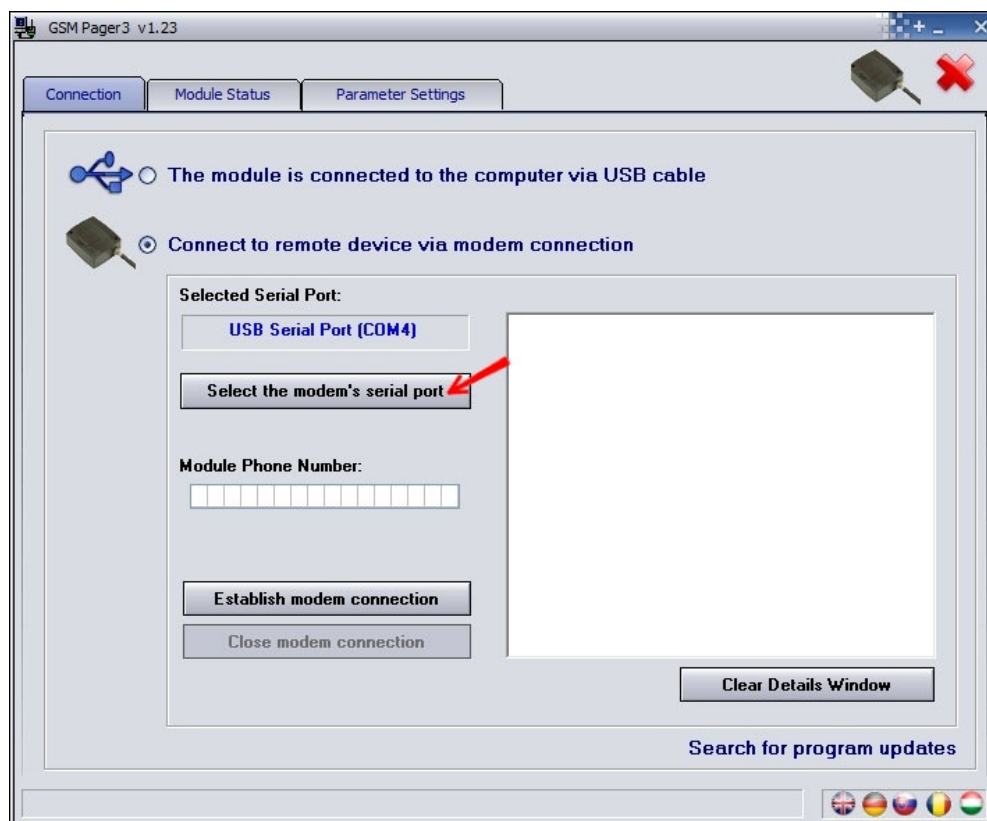 GSM Pager3 v1.23
Connection
Module Status
Parameter Settings
The module is connected to the computer via USB cable
Connect to remote device via modem connection
Selected Serial Port:
USB Serial Port (COM4)
Select the modem's serial port
Module Phone Number:
Establish modem connection
Close modem connection
Clear Details Window
Search for program updates